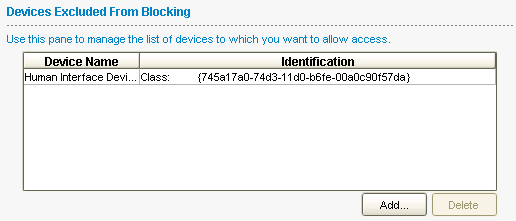 Devices Excluded From Blocking
Use this pane to manage the list of devices to which you want to allow access.
Device Name Identification
Human Interface Devi... Class: {745a17a0-74d3-11d0-b6fe-00a0c90f57da}
Add... Delete